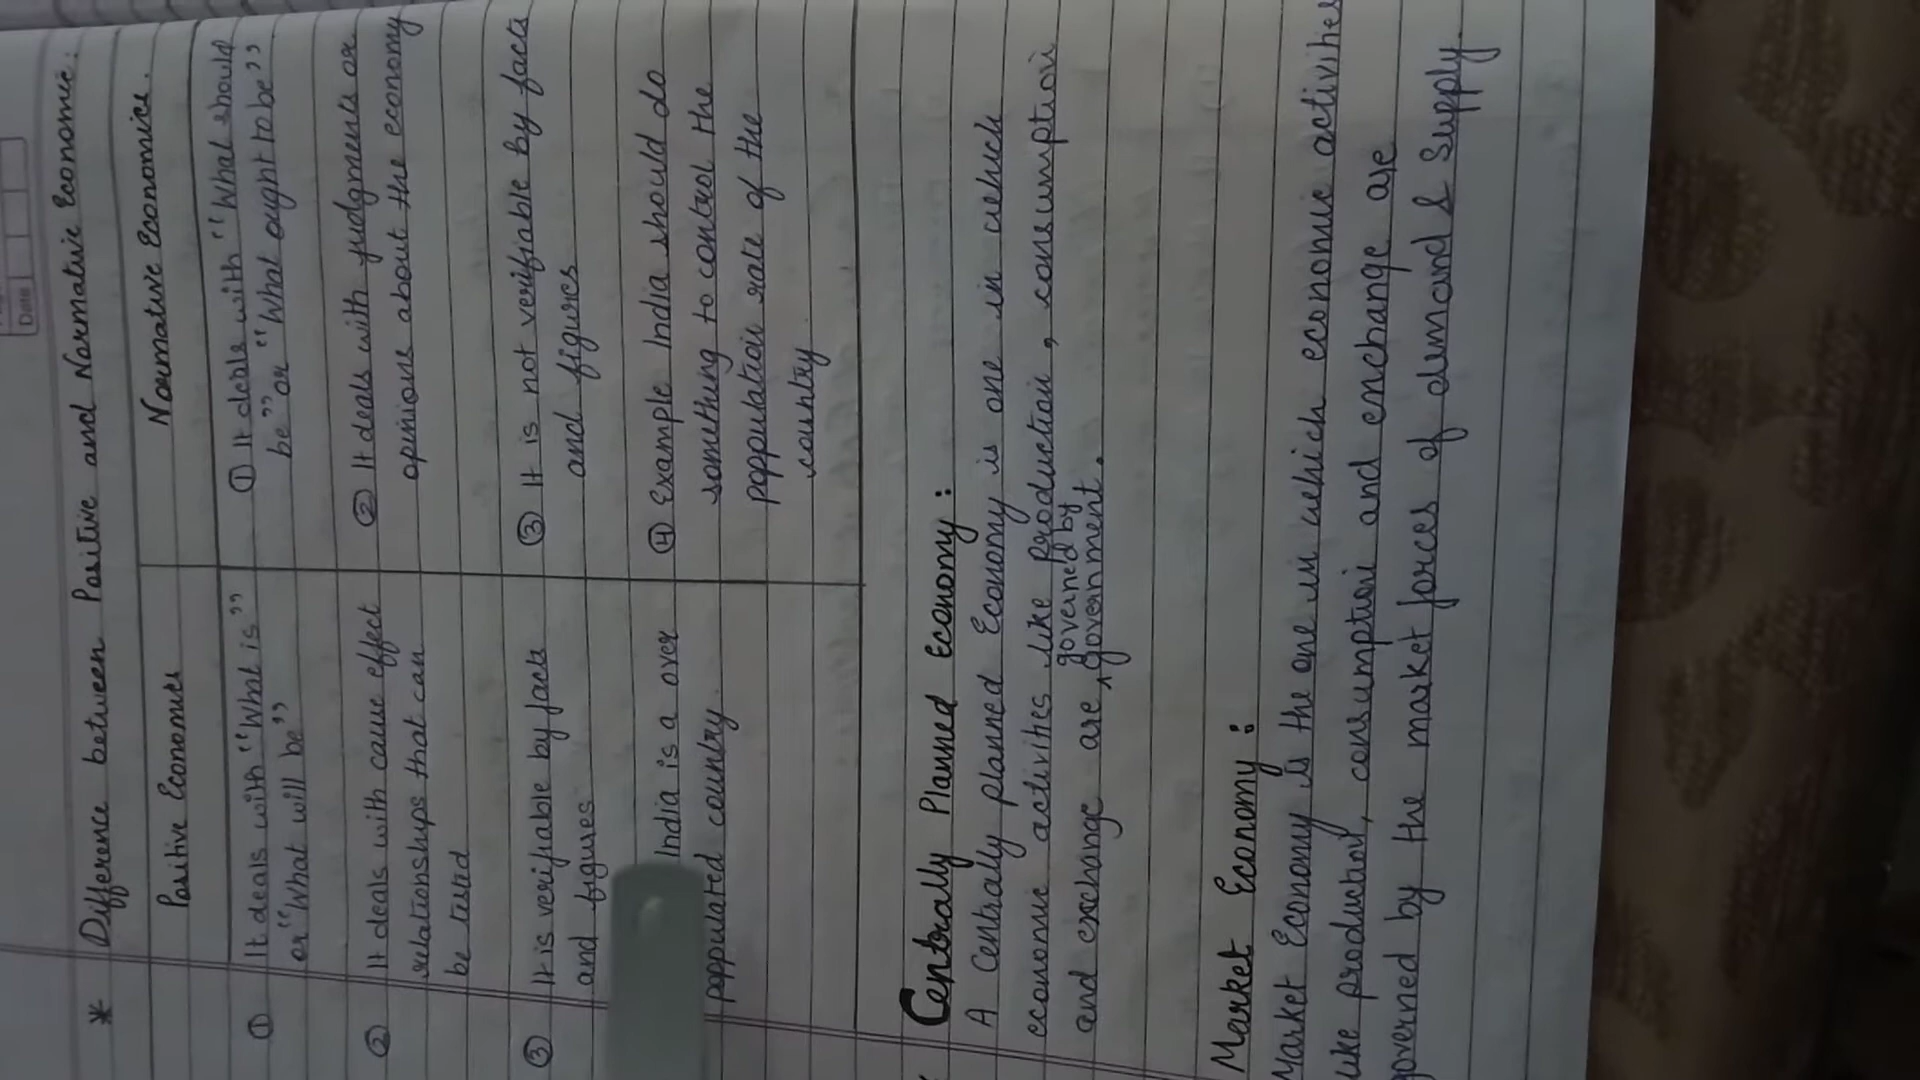 Date
* Difference between Positive and Normative Economic:
Positive Economics
① It deals with "What is"
or "What will be"
② It deals with cause effect
relationships that can
be tested
③ It is verifiable by facts
and figures
India is a over
poppulated country.
Normative Economics.
① It deals with "What should
be" or "What ought to be"
② It deals with judgments or
opinions about the economy
③ It is not verifiable by facts
and figures
④ Example India should do
something to control the
poppulation rate of the
country.
Centrally Planned Economy:
A Centrally planned Economy is one in which
economic activities like production, consumption
and exchange are governed by government.
Market Economy:
Market Economy is the one in which economic activities
like production, consumption and enchange are
governed by the market forces of demand & Supply.